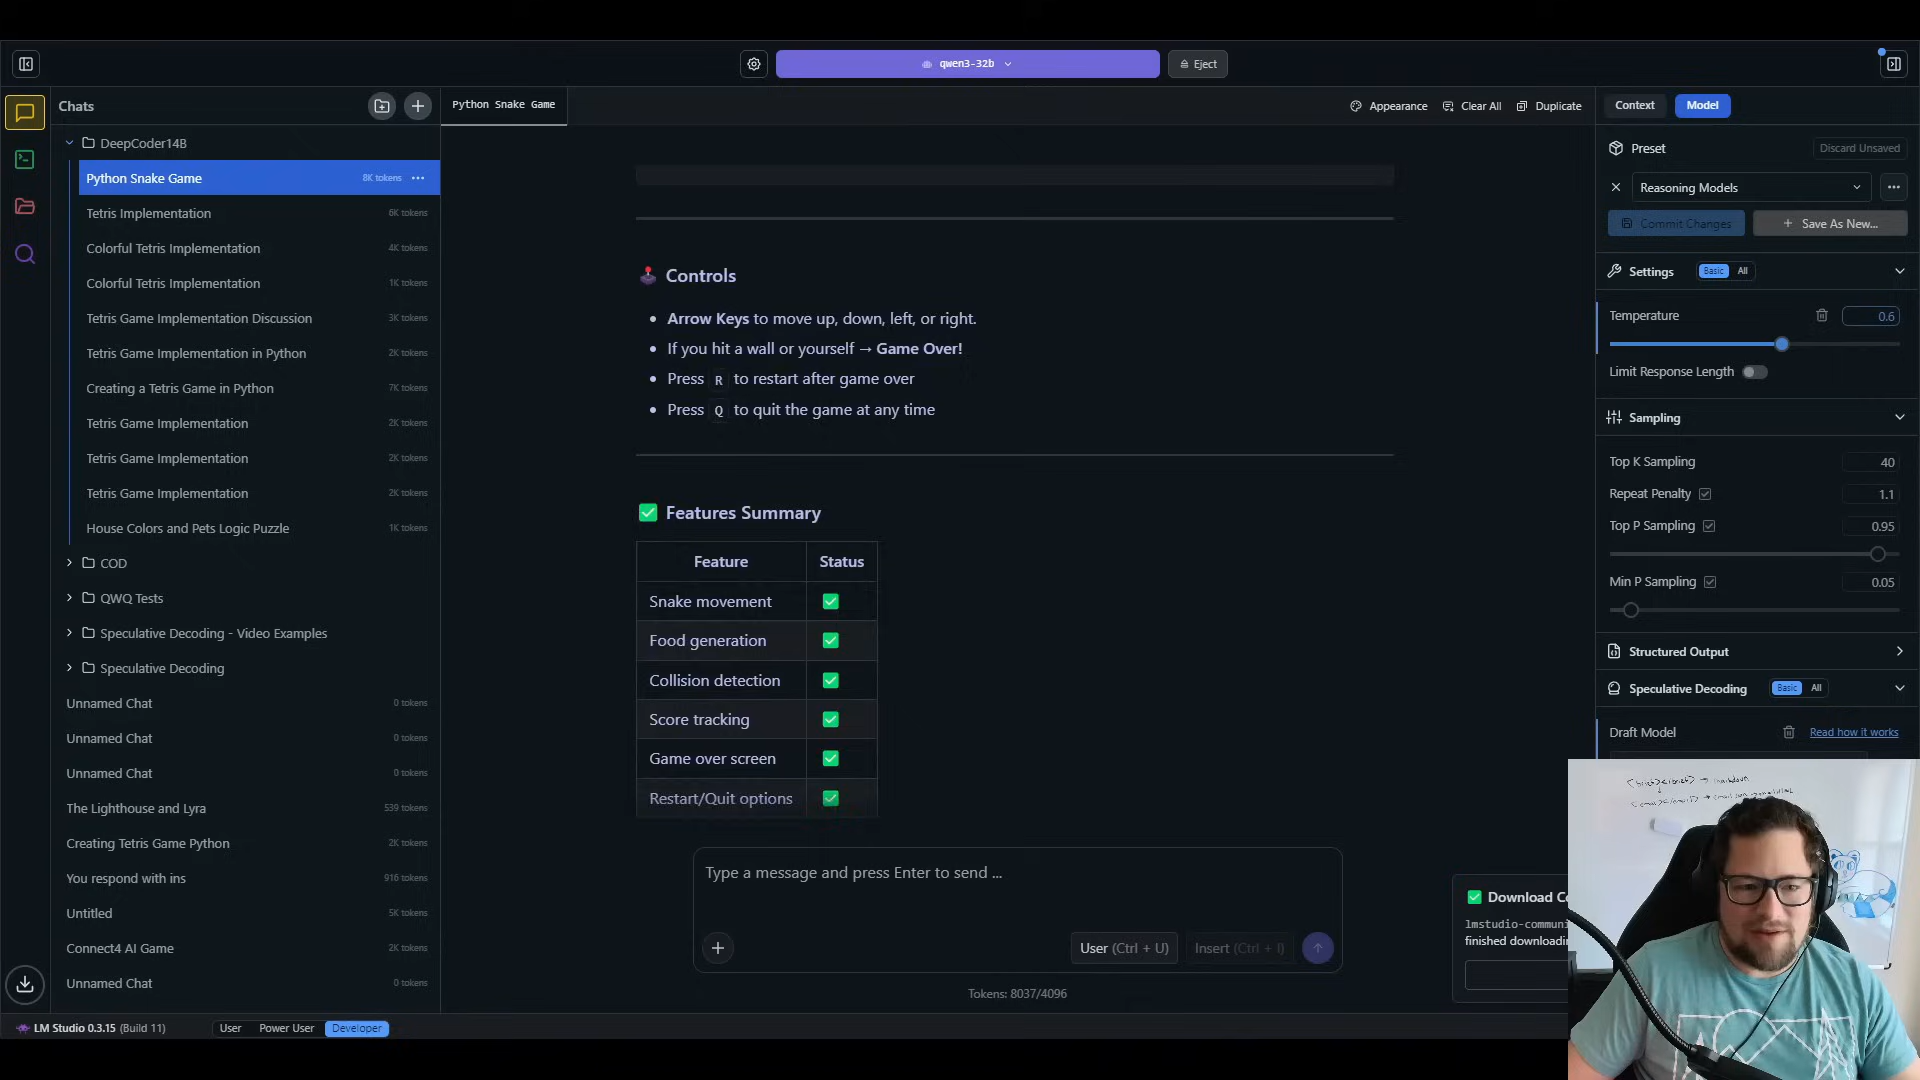 qwen3-32b
Eject
Chats
Python Snake Game
Appearance
Clear All
Duplicate
Context
Model
DeepCoder14B
Python Snake Game 8K tokens
Tetris Implementation 6K tokens
Colorful Tetris Implementation 4K tokens
Colorful Tetris Implementation 1K tokens
Tetris Game Implementation Discussion 3K tokens
Tetris Game Implementation in Python 2K tokens
Creating a Tetris Game in Python 7K tokens
Tetris Game Implementation 2K tokens
Tetris Game Implementation 2K tokens
Tetris Game Implementation 2K tokens
House Colors and Pets Logic Puzzle 1K tokens
COD
QWQ Tests
Speculative Decoding - Video Examples
Speculative Decoding
Unnamed Chat 0 tokens
Unnamed Chat 0 tokens
Unnamed Chat 0 tokens
The Lighthouse and Lyra 539 tokens
Creating Tetris Game Python 2K tokens
You respond with ins 916 tokens
Untitled 5K tokens
Connect4 AI Game 2K tokens
Unnamed Chat 0 tokens
Controls
Arrow Keys to move up, down, left, or right.
If you hit a wall or yourself → Game Over!
Press R to restart after game over
Press Q to quit the game at any time
Features Summary
Feature Status
Snake movement
Food generation
Collision detection
Score tracking
Game over screen
Restart/Quit options
Type a message and press Enter to send ...
User (Ctrl + U)
Insert (Ctrl + I)
Tokens: 8037/4096
Preset
Discard Unsaved
Reasoning Models
Commit Changes
Save As New...
Settings
Basic All
Temperature 0.6
Limit Response Length
Sampling
Top K Sampling 40
Repeat Penalty 1.1
Top P Sampling 0.95
Min P Sampling 0.05
Structured Output
Speculative Decoding
Basic All
Draft Model
Read how it works
Download Co
lmstudio-communi
finished downloadin
LM Studio 0.3.15 (Build 11)
User
Power User
Developer